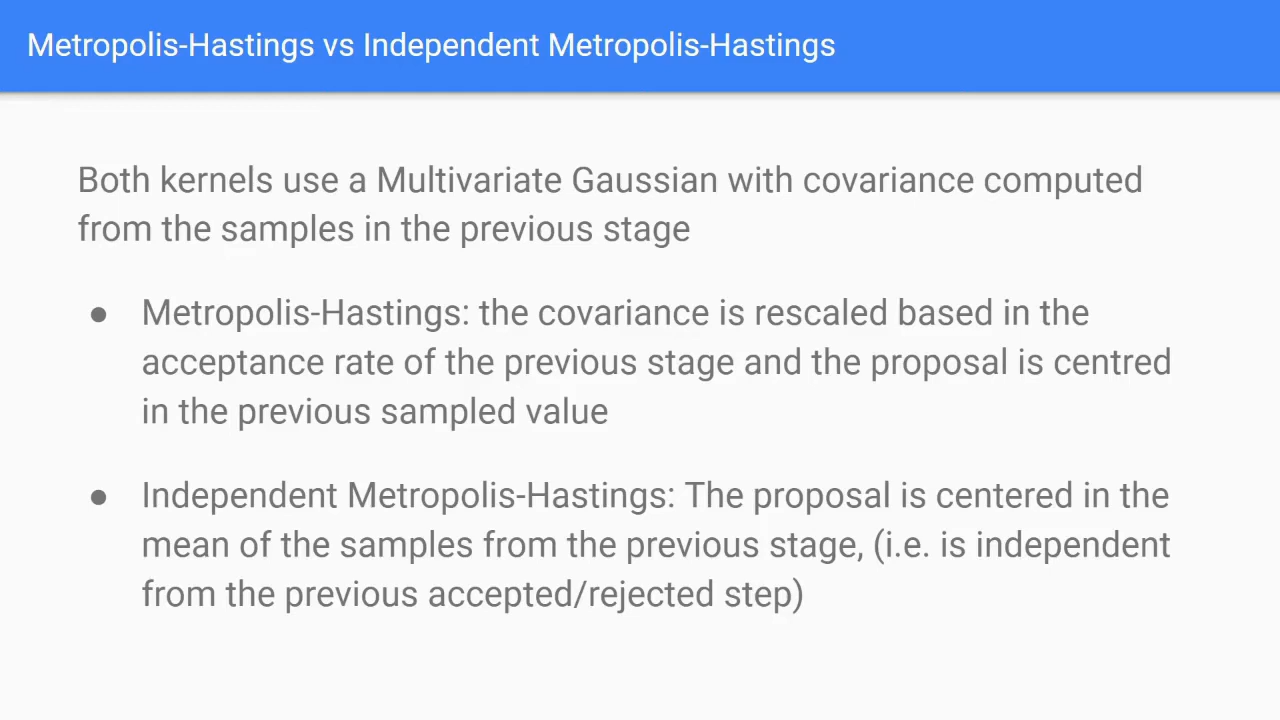 Metropolis-Hastings vs Independent Metropolis-Hastings
Both kernels use a Multivariate Gaussian with covariance computed
from the samples in the previous stage
● Metropolis-Hastings: the covariance is rescaled based in the
acceptance rate of the previous stage and the proposal is centred
in the previous sampled value
● Independent Metropolis-Hastings: The proposal is centered in the
mean of the samples from the previous stage, (i.e. is independent
from the previous accepted/rejected step)